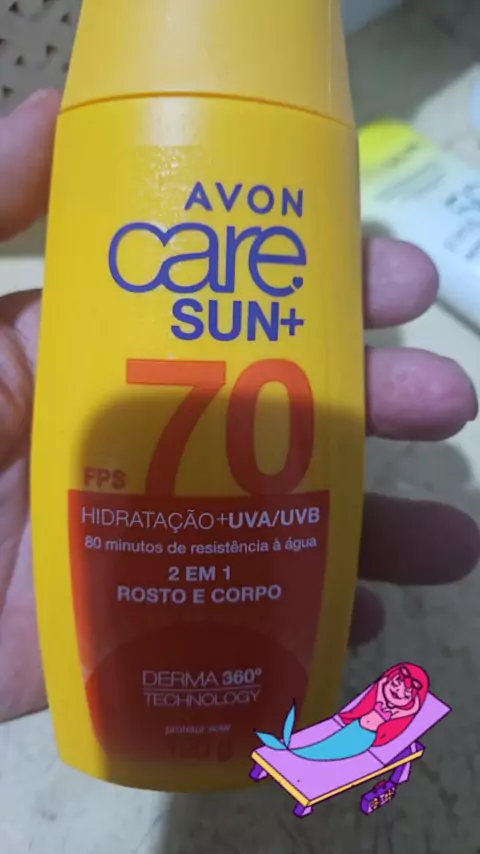 AVON
care
SUN+
70
FPS
HIDRATAÇÃO+UVA/UVB
80 minutos de resistência à água
2 EM 1
ROSTO E CORPO
DERMA 360º
TECHNOLOGY
protetor solar